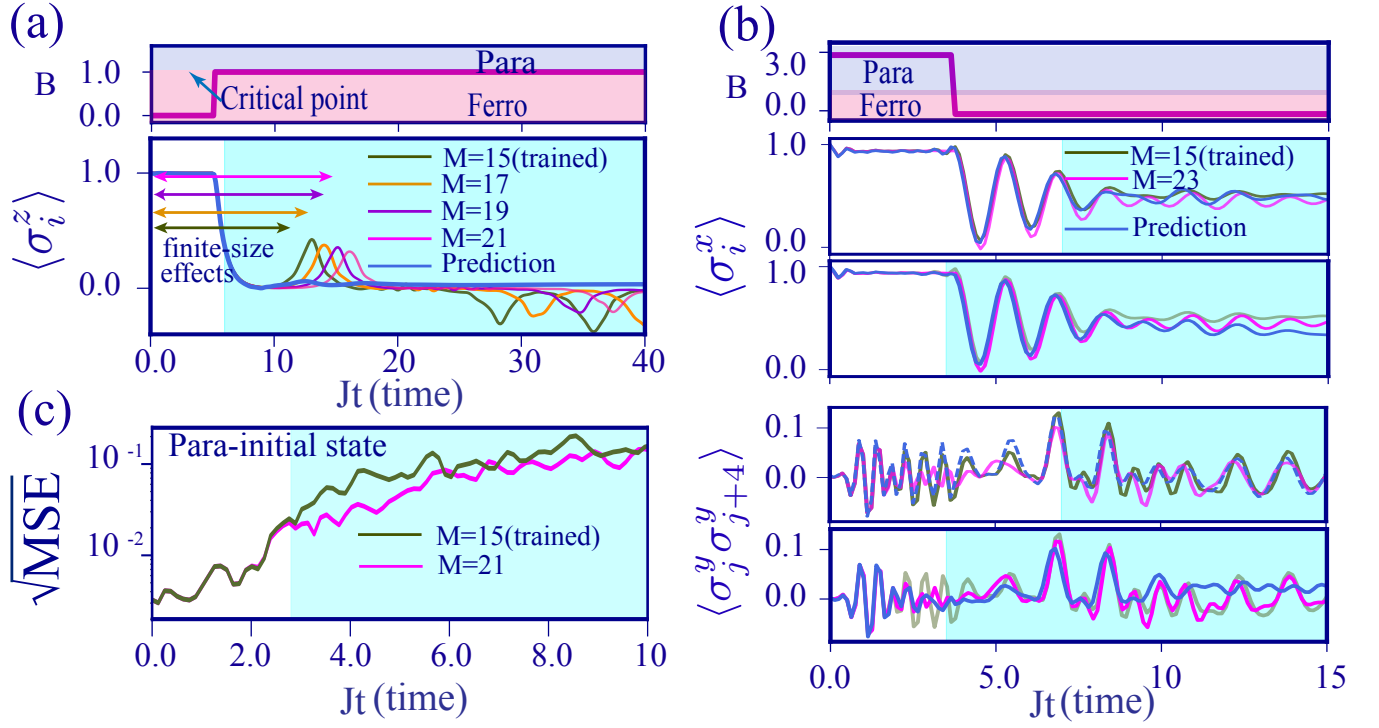 (a)
B
1.0
0.0
Para
Critical point
Ferro
⟨σ_i^z⟩
1.0
0.0
M=15(trained)
M=17
M=19
M=21
Prediction
finite-size
effects
0.0 10 20 30 40
Jt (time)
(b)
B
3.0
0.0
Para
Ferro
⟨σ_i^x⟩
1.0
0.0
M=15(trained)
M=23
Prediction
1.0
0.0
⟨σ_j^y σ_{j+4}^y⟩
0.1
0.0
0.1
0.0
0.0 5.0 10 15
Jt (time)
(c)
√MSE
10^-1
10^-2
Para-initial state
M=15(trained)
M=21
0.0 2.0 4.0 6.0 8.0 10
Jt (time)